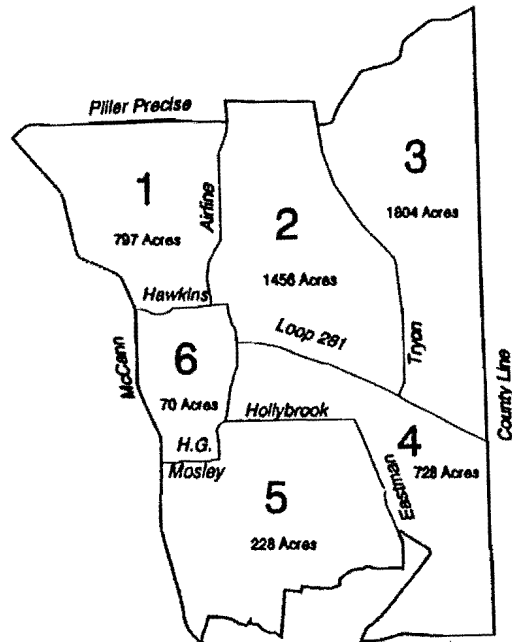 Piller Precise
3
1804 Acres
1
797 Acres
Airline
2
1456 Acres
Hawkins
Loop 281
Tryon
McCann
6
70 Acres
County Line
Hollybrook
4
728 Acres
H.G.
Mosley
Eastman
5
228 Acres